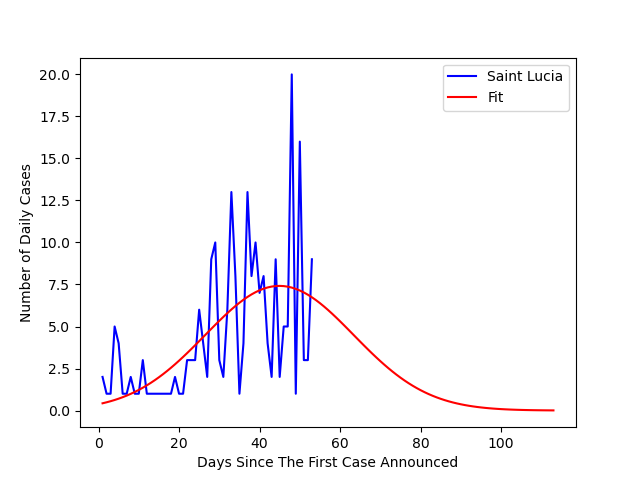 Saint Lucia
Fit
20.0
17.5
15.0
12.5
10.0
7.5
5.0
2.5
0.0
Number of Daily Cases
0 20 40 60 80 100
Days Since The First Case Announced